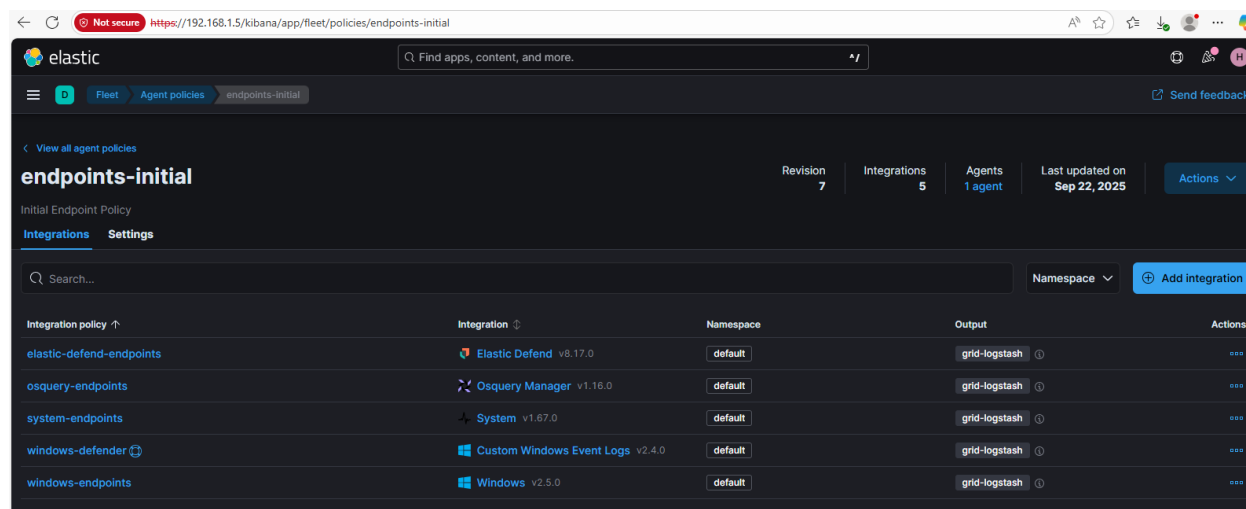 Not secure https://192.168.1.5/kibana/app/fleet/policies/endpoints-initial
elastic
Find apps, content, and more. ^/ H
D Fleet Agent policies endpoints-initial Send feedback
View all agent policies
endpoints-initial
Revision Integrations Agents Last updated on
7 5 1 agent Sep 22, 2025
Actions
Initial Endpoint Policy
Integrations Settings
Search... Namespace Add integration
Integration policy Integration Namespace Output Actions
elastic-defend-endpoints Elastic Defend v8.17.0 default grid-logstash
osquery-endpoints Osquery Manager v1.16.0 default grid-logstash
system-endpoints System v1.67.0 default grid-logstash
windows-defender Custom Windows Event Logs v2.4.0 default grid-logstash
windows-endpoints Windows v2.5.0 default grid-logstash